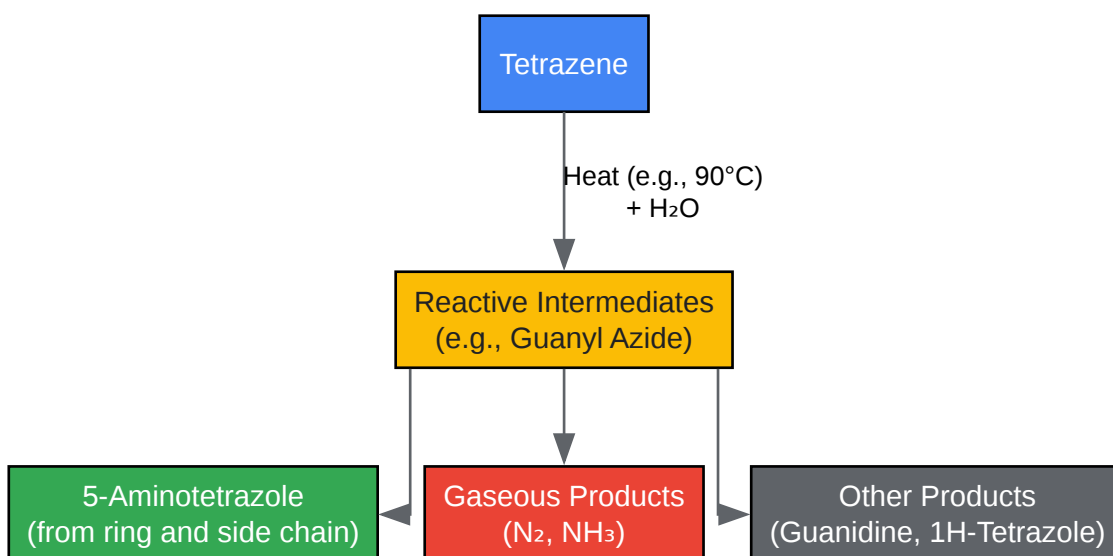 Tetrazene
Heat (e.g., 90°C)
+ H₂O
Reactive Intermediates
(e.g., Guanyl Azide)
5-Aminotetrazole
(from ring and side chain)
Gaseous Products
(N₂, NH₃)
Other Products
(Guanidine, 1H-Tetrazole)